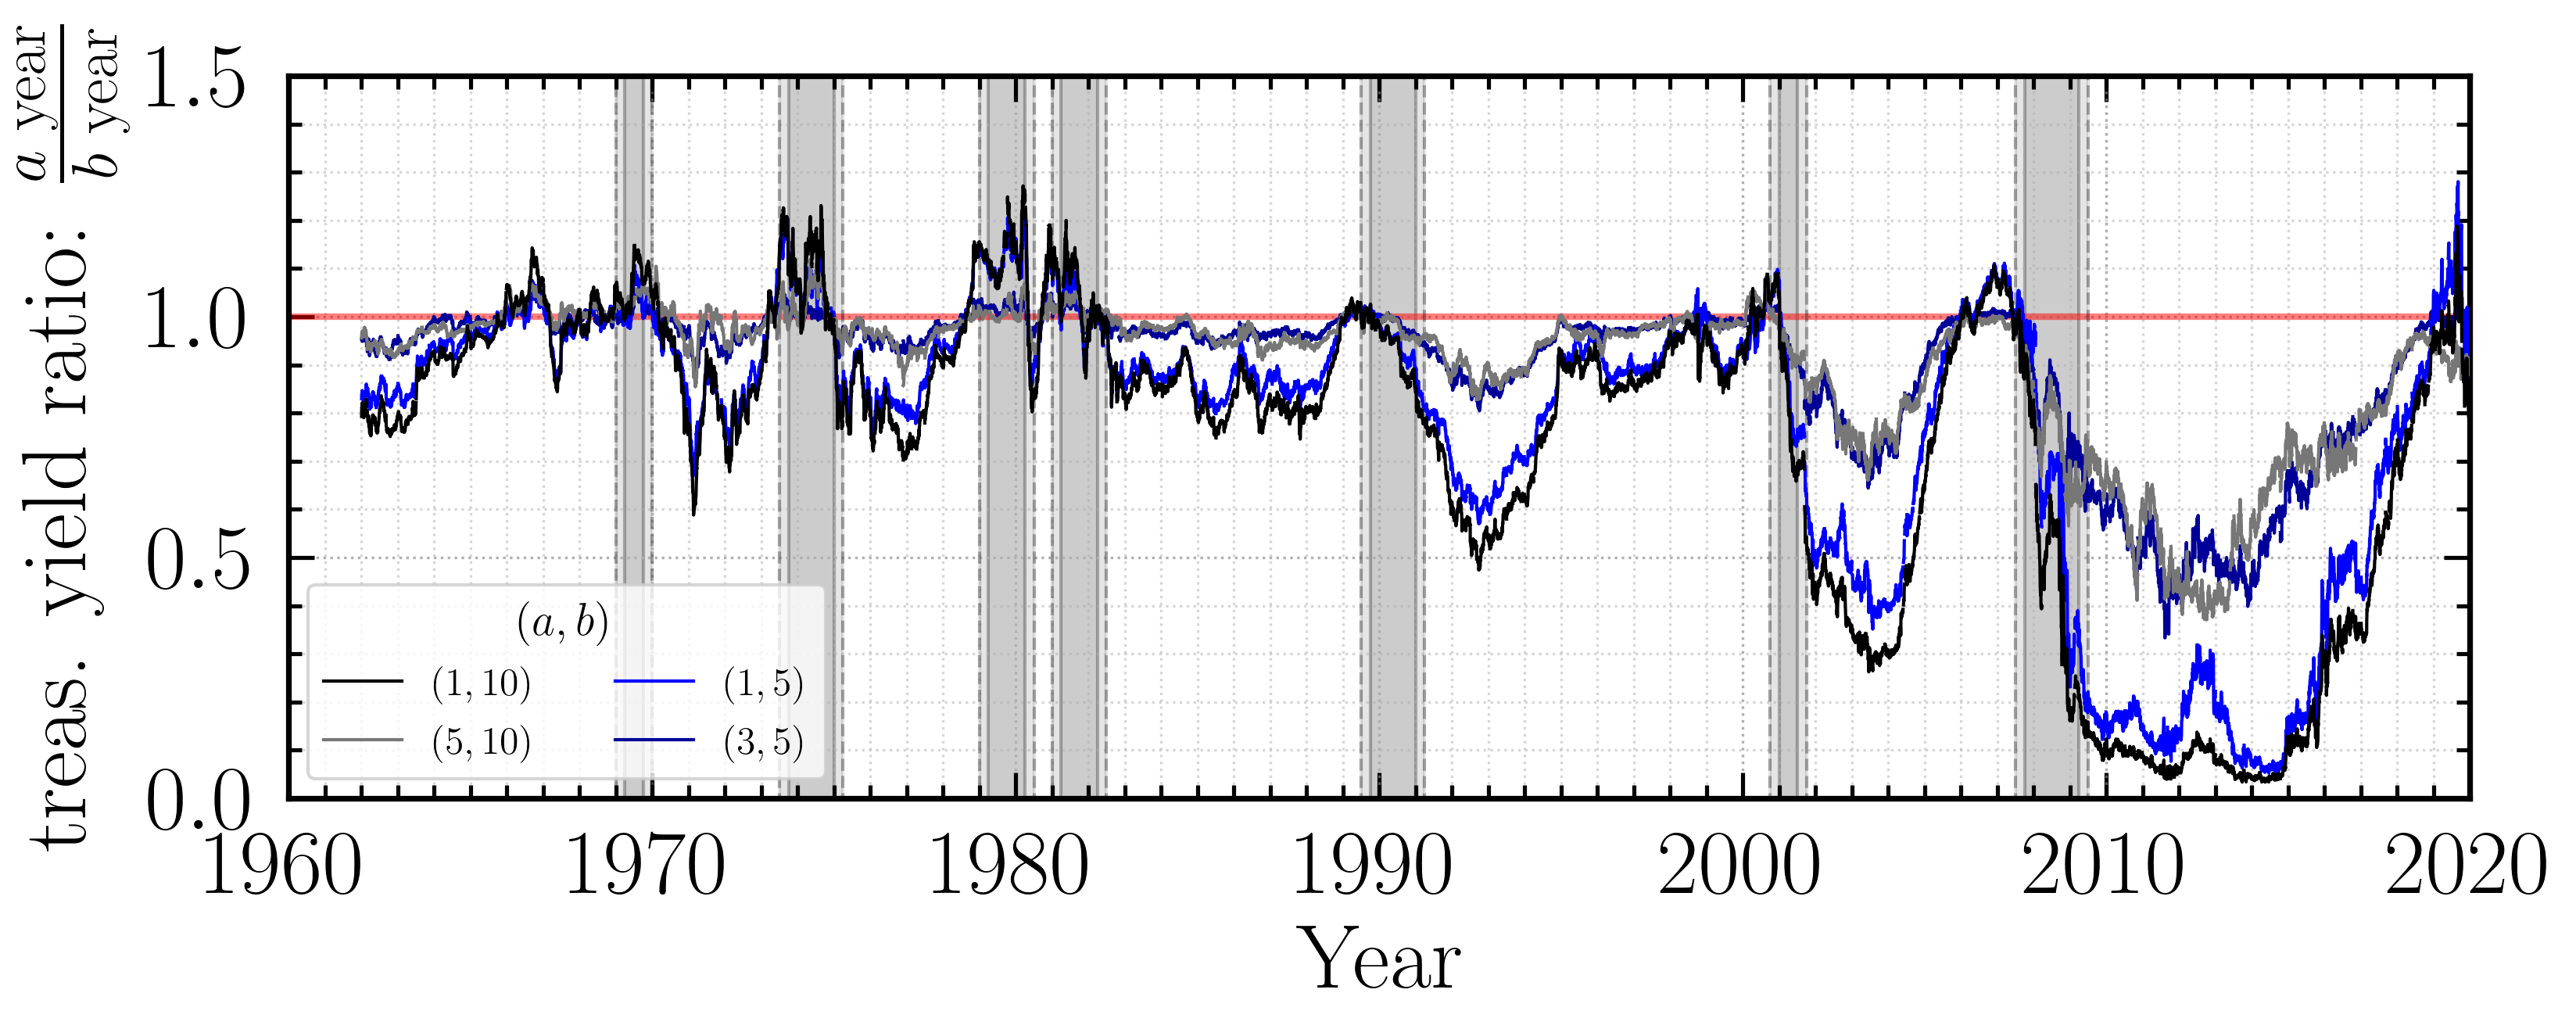 treas. yield ratio: a year / b year
1.5
1.0
0.5
0.0
(a, b)
(1, 10) (1, 5)
(5, 10) (3, 5)
1960 1970 1980 1990 2000 2010 2020
Year